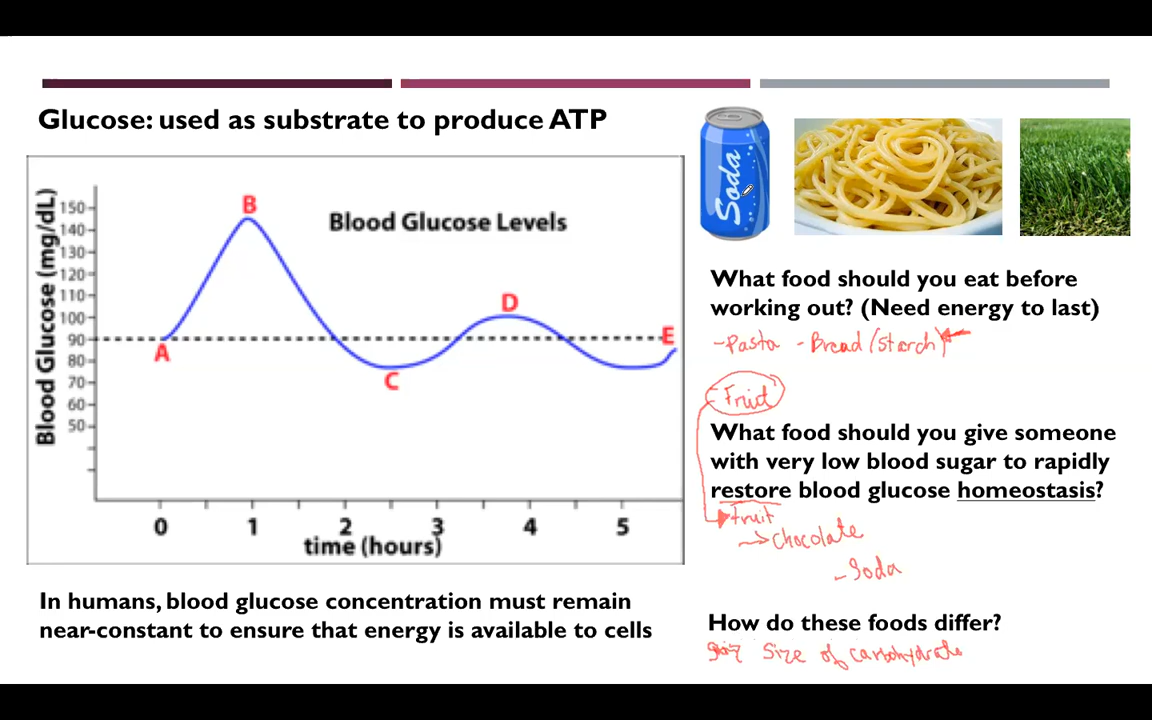 Glucose: used as substrate to produce ATP
Blood Glucose Levels
Blood Glucose (mg/dL)
150
140
130
120
110
100
90
80
70
60
50
A
B
C
D
E
0 1 2 3 4 5
time (hours)
In humans, blood glucose concentration must remain
near-constant to ensure that energy is available to cells
Soda
What food should you eat before
working out? (Need energy to last)
-Pasta - Bread (starch)
Fruit
What food should you give someone
with very low blood sugar to rapidly
restore blood glucose homeostasis?
Fruit
Chocolate
- Soda
How do these foods differ?
Size of carbohydrate